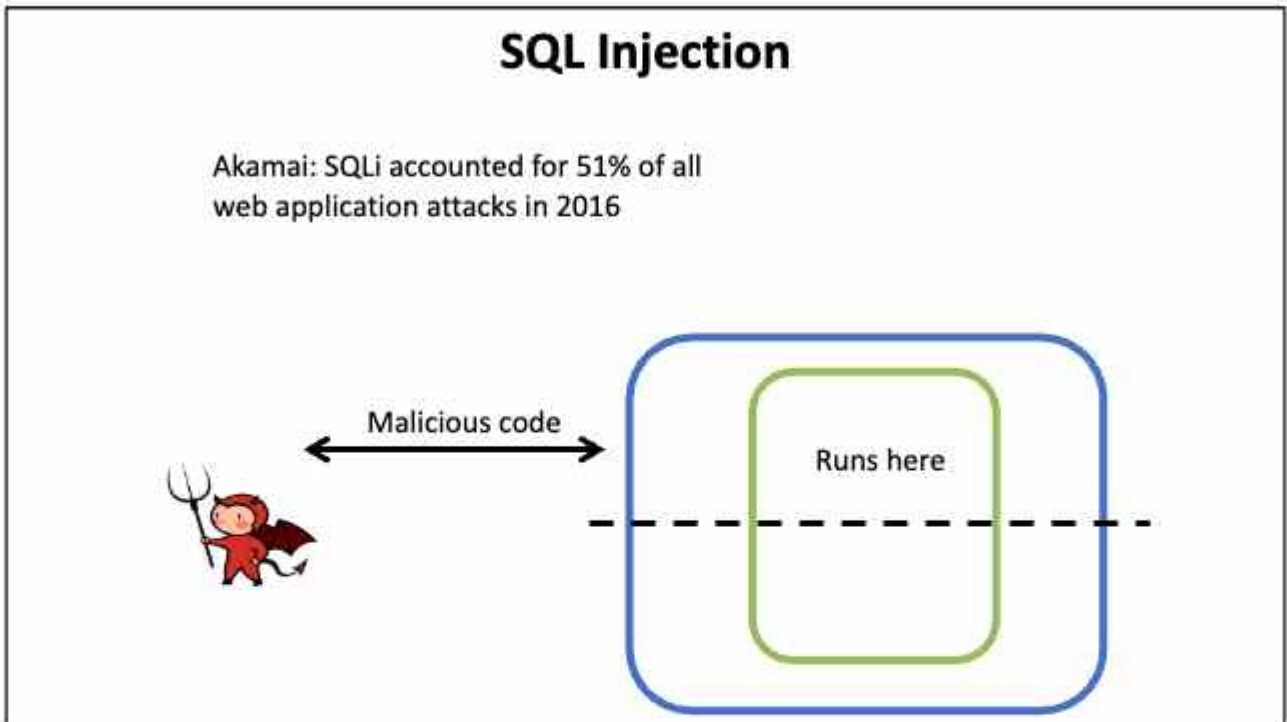 SQL Injection
Akamai: SQLi accounted for 51% of all
web application attacks in 2016
Malicious code
Runs here